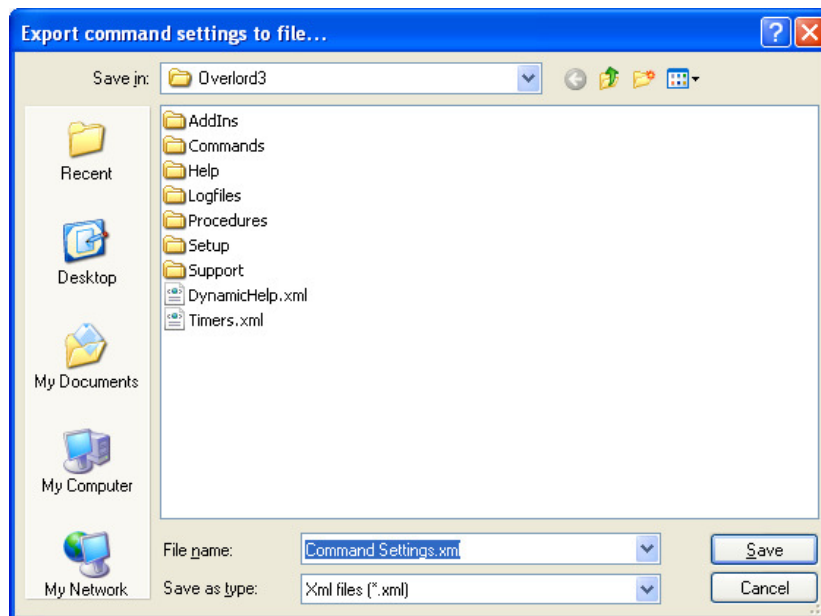 Export command settings to file...
Save in:
Overlord3
Recent
Desktop
My Documents
My Computer
My Network
AddIns
Commands
Help
Logfiles
Procedures
Setup
Support
DynamicHelp.xml
Timers.xml
File name:
Command Settings.xml
Save
Save as type:
Xml files (*.xml)
Cancel